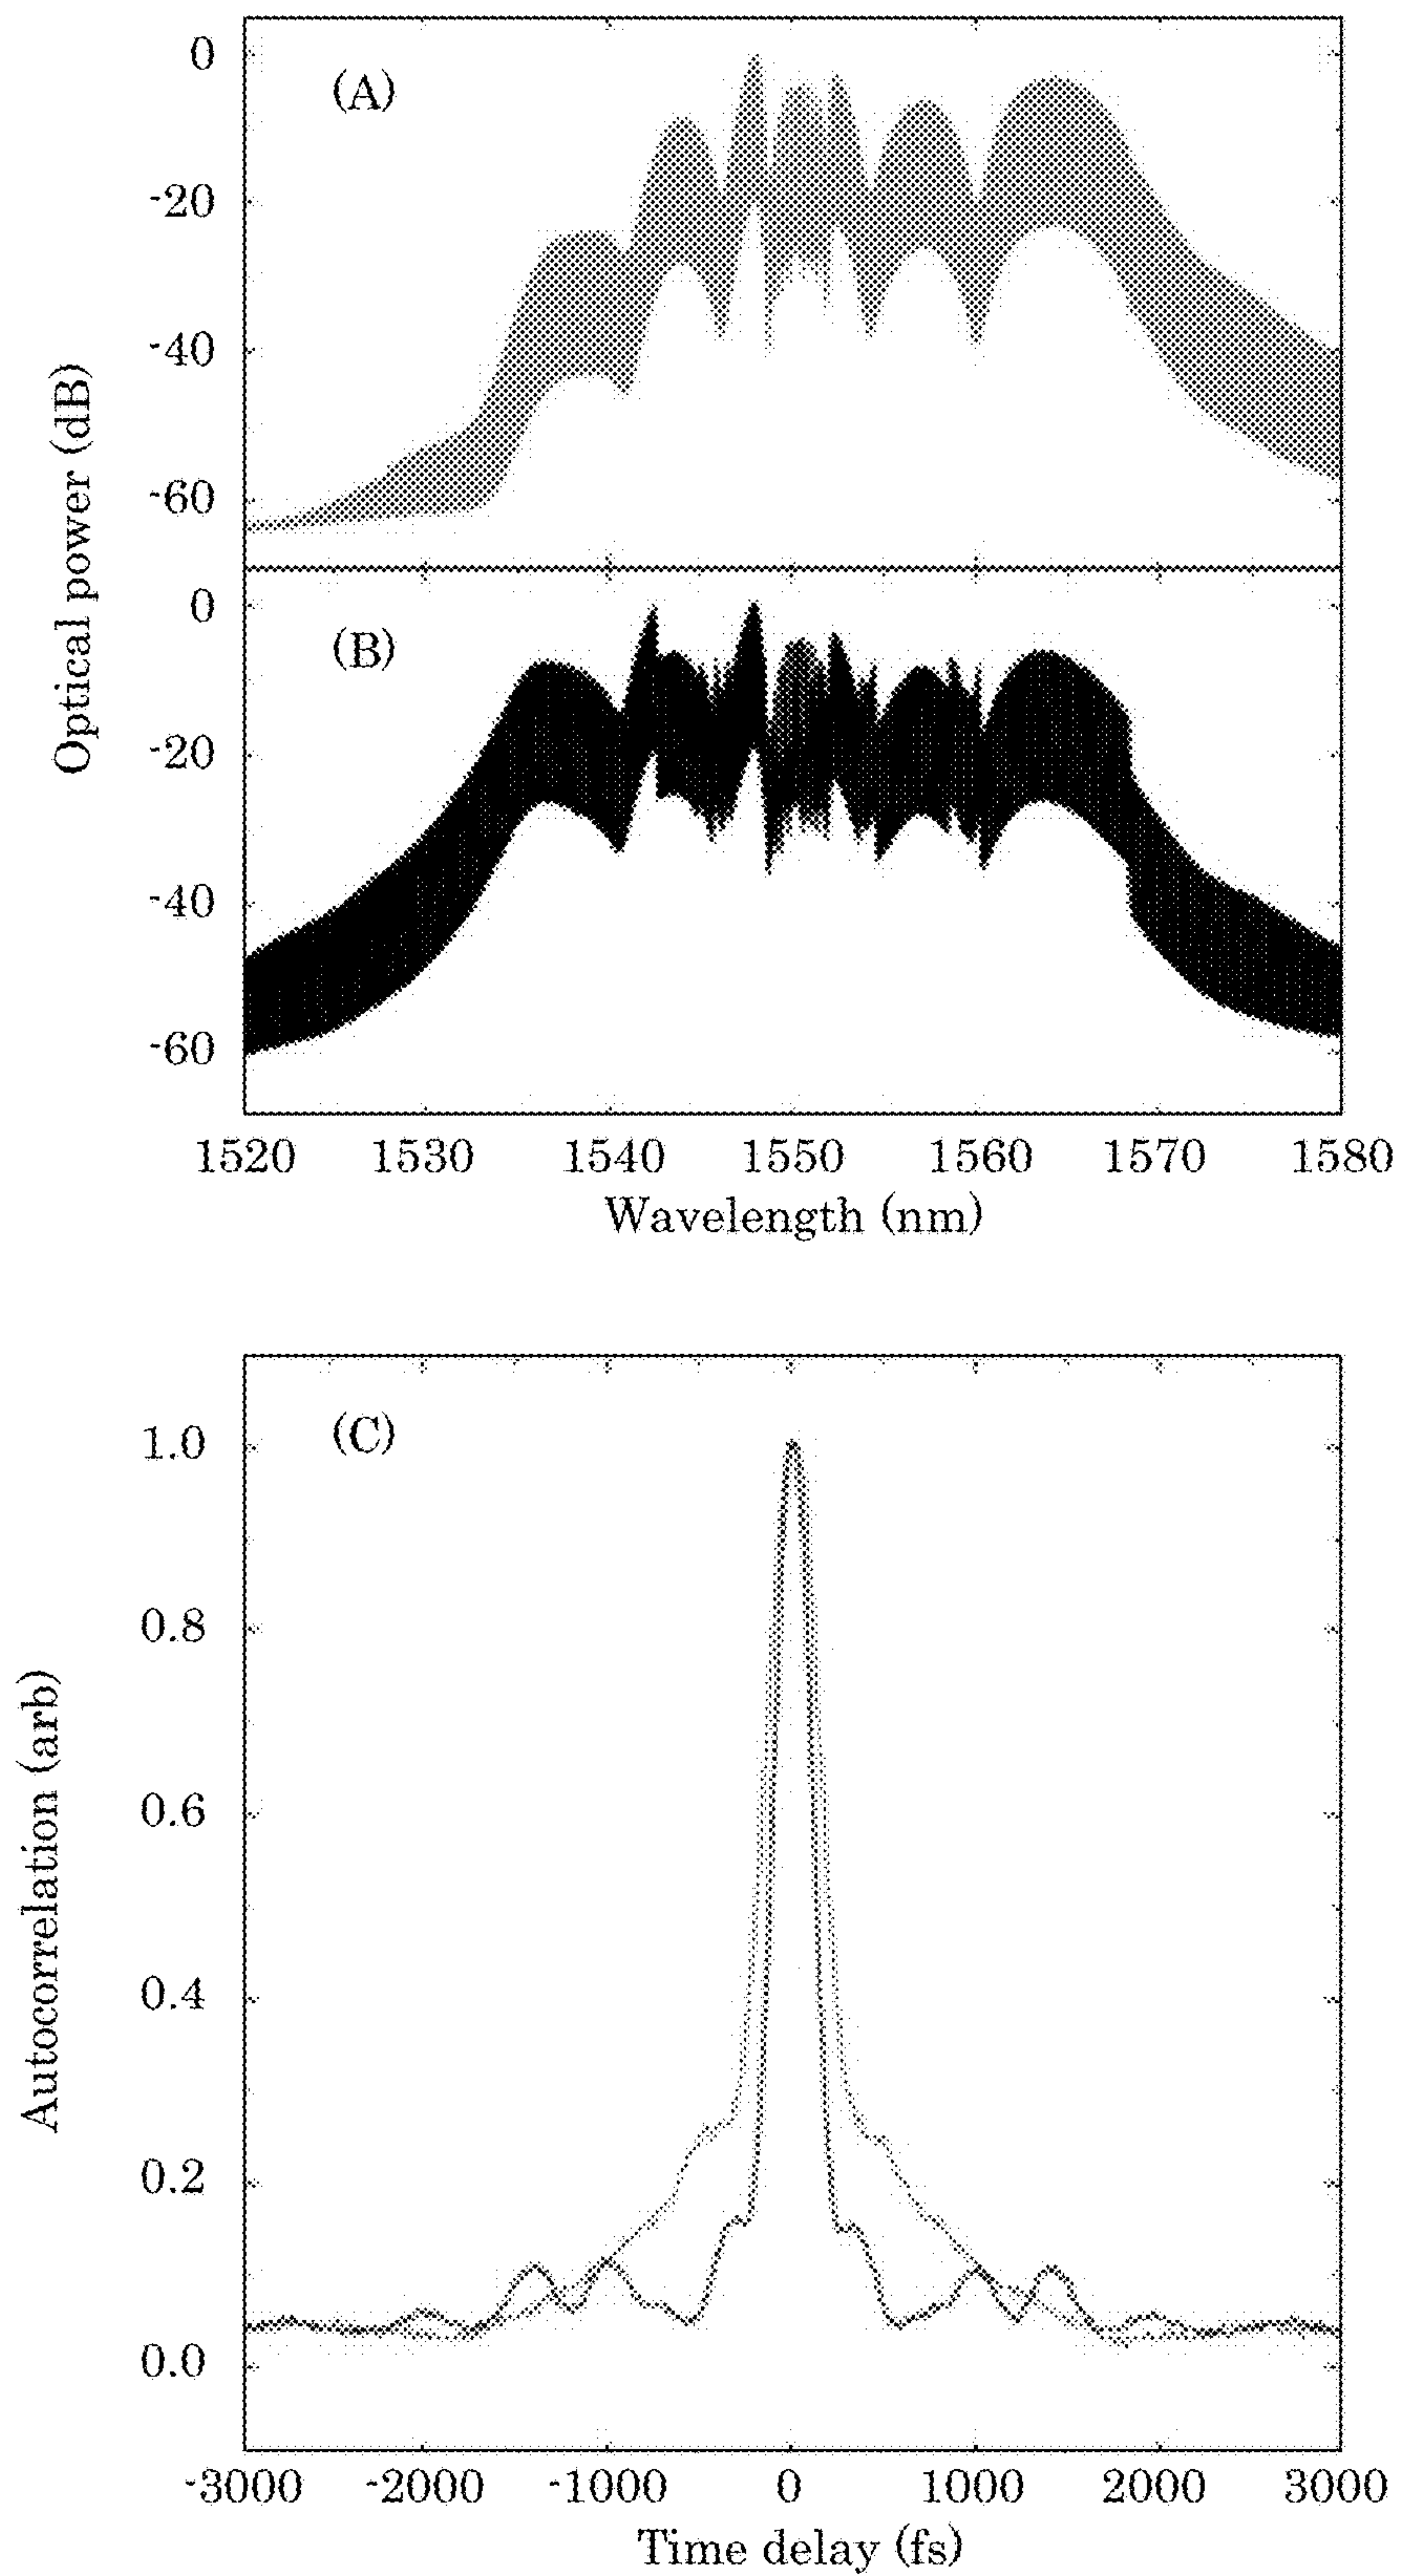 (A)
0
-20
-40
-60
Optical power (dB)
(B)
0
-20
-40
-60
1520 1530 1540 1550 1560 1570 1580
Wavelength (nm)
(C)
1.0
0.8
0.6
0.4
0.2
0.0
Autocorrelation (arb)
-3000 -2000 -1000 0 1000 2000 3000
Time delay (fs)